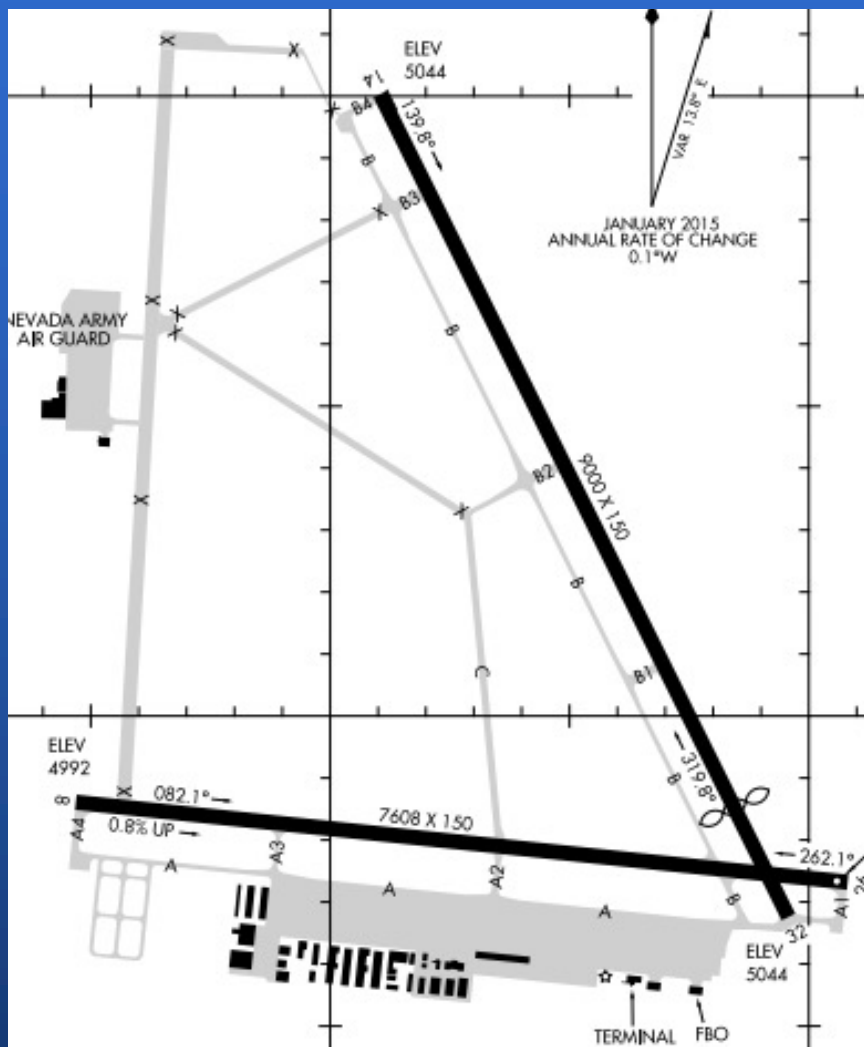 ELEV
5044
14
139.8°
VAR 13.8° E
JANUARY 2015
ANNUAL RATE OF CHANGE
0.1°W
X
X
X
B4
B
B3
X
X
X
X
NEVADA ARMY
AIR GUARD
B
B2
9000 X 150
X
X
B
B1
C
319.8°
B
ELEV
4992
X
8
082.1°
7608 X 150
0.8% UP
262.1°
26
A4
A
A3
A
A2
A
B
A1
32
ELEV
5044
TERMINAL
FBO